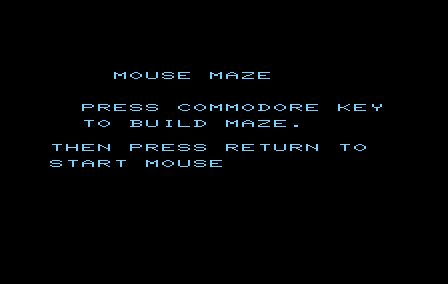 MOUSE MAZE
PRESS COMMODORE KEY
TO BUILD MAZE.
THEN PRESS RETURN TO
START MOUSE